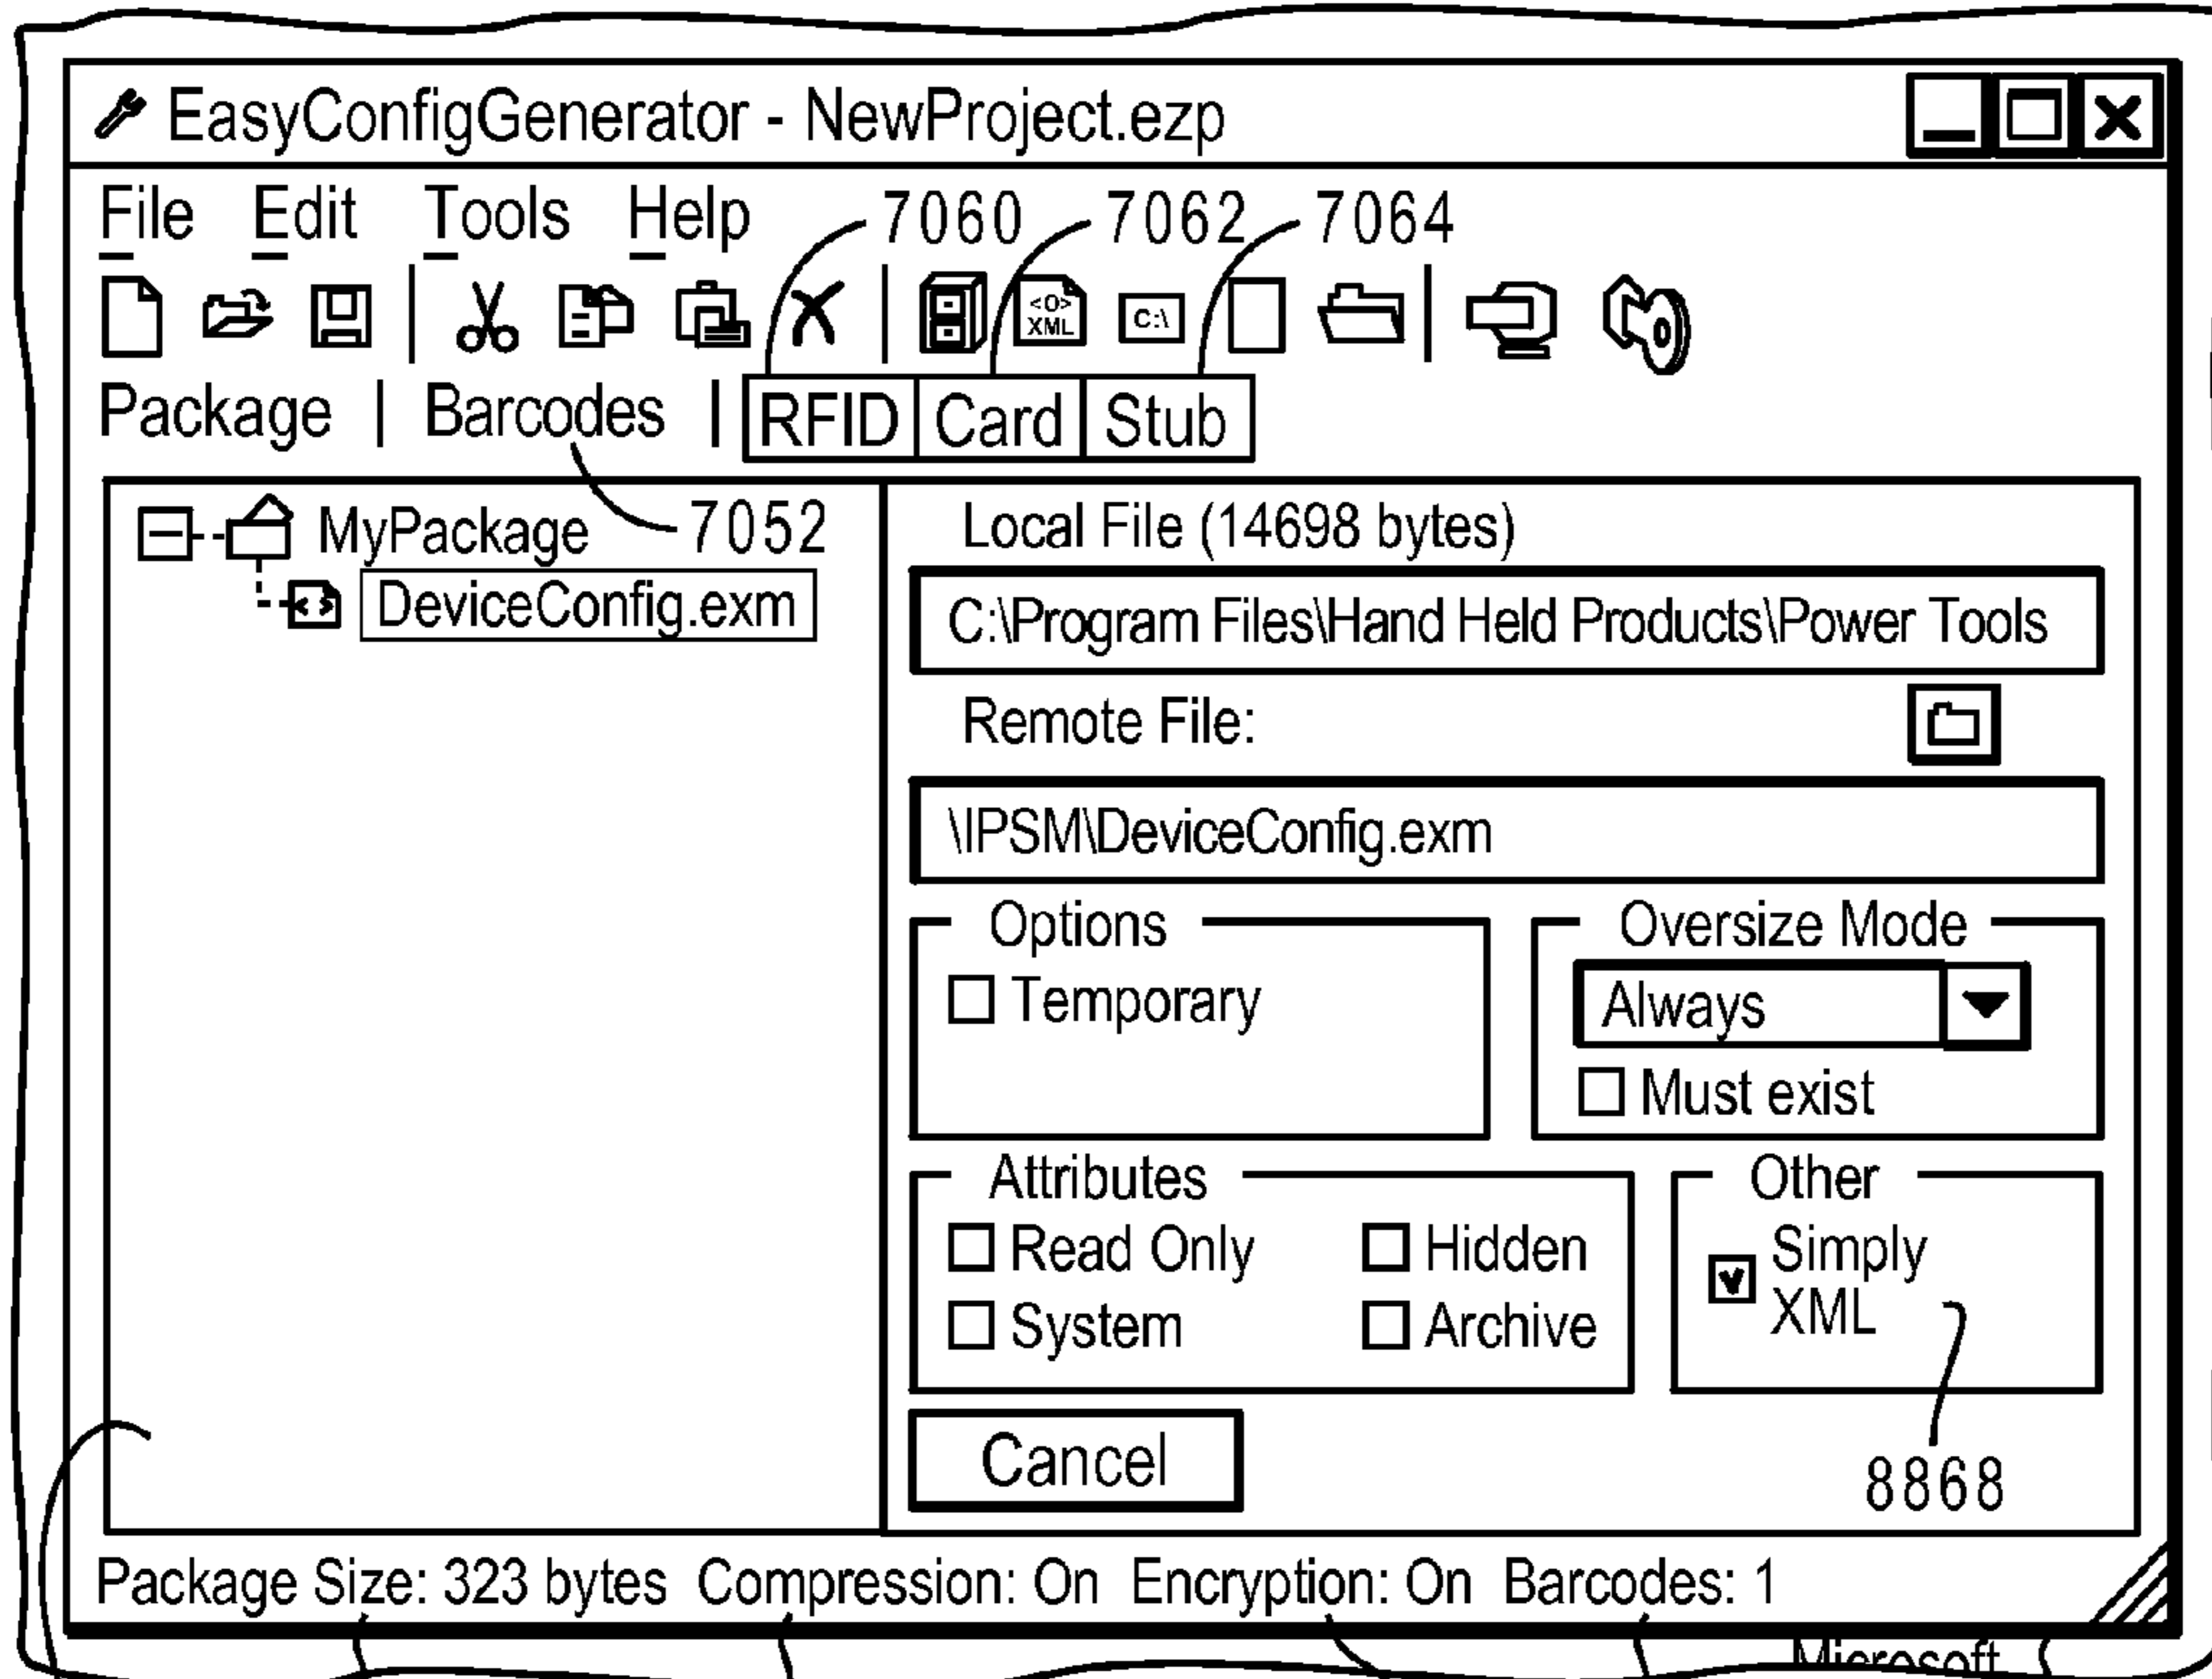 EasyConfigGenerator - NewProject.ezp
File Edit Tools Help 7060 7062 7064
<O> XML C:\
Package | Barcodes | RFID Card Stub
MyPackage 7052
DeviceConfig.exm
Local File (14698 bytes)
C:\Program Files\Hand Held Products\Power Tools
Remote File:
\IPSM\DeviceConfig.exm
Options
Temporary
Oversize Mode
Always
Must exist
Attributes
Read Only Hidden
System Archive
Other
Simply
XML
8868
Cancel
Package Size: 323 bytes Compression: On Encryption: On Barcodes: 1
Microsoft